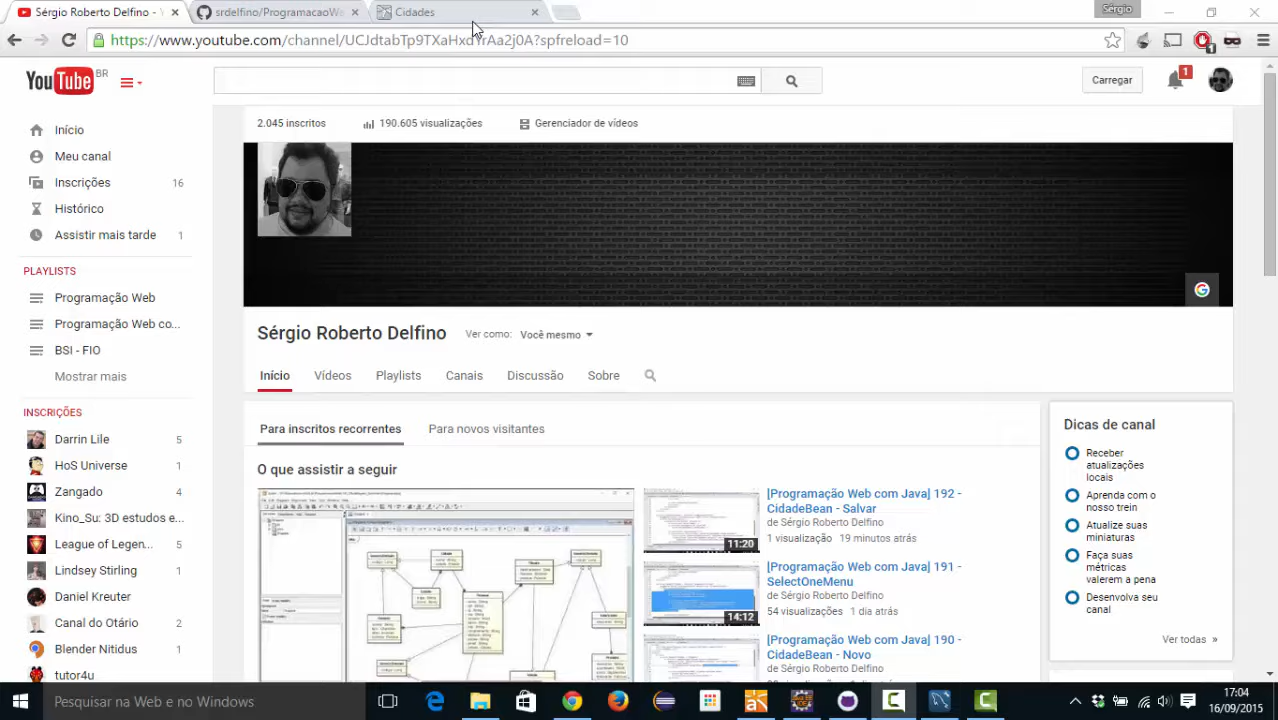 Sérgio Roberto Delfino -
srdelfino/ProgramacaoWe
Cidades
Sérgio
https://www.youtube.com/channel/UCJdtabTp9TXaHxdYrAa2j0A?spfreload=10
1
YouTube BR
Carregar
1
2.045 inscritos
190.605 visualizações
Gerenciador de vídeos
Início
Meu canal
Inscrições 16
Histórico
Assistir mais tarde 1
PLAYLISTS
Programação Web
Programação Web co...
BSI - FIO
Mostrar mais
INSCRIÇÕES
Darrin Lile 5
HoS Universe 1
Zangado 4
Kino_Su: 3D estudos e...
League of Legen... 5
Lindsey Stirling 1
Daniel Kreuter 1
Canal do Otário 2
Blender Nitidus 1
tutor4u
Sérgio Roberto Delfino
Ver como: Você mesmo
Início
Vídeos
Playlists
Canais
Discussão
Sobre
Para inscritos recorrentes
Para novos visitantes
O que assistir a seguir
11:20
[Programação Web com Java] 192 -
CidadeBean - Salvar
de Sérgio Roberto Delfino
1 visualização 19 minutos atrás
14:12
[Programação Web com Java] 191 -
SelectOneMenu
de Sérgio Roberto Delfino
54 visualizações 1 dia atrás
[Programação Web com Java] 190 -
CidadeBean - Novo
de Sérgio Roberto Delfino
Dicas de canal
Receber
atualizações
locais
Aprenda com o
nosso trein
Atualize suas
miniaturas
Faça suas
métricas
valerem a pena
Desenvolva seu
canal
Ver todas »
Pesquisar na Web e no Windows
17:04
16/09/2015